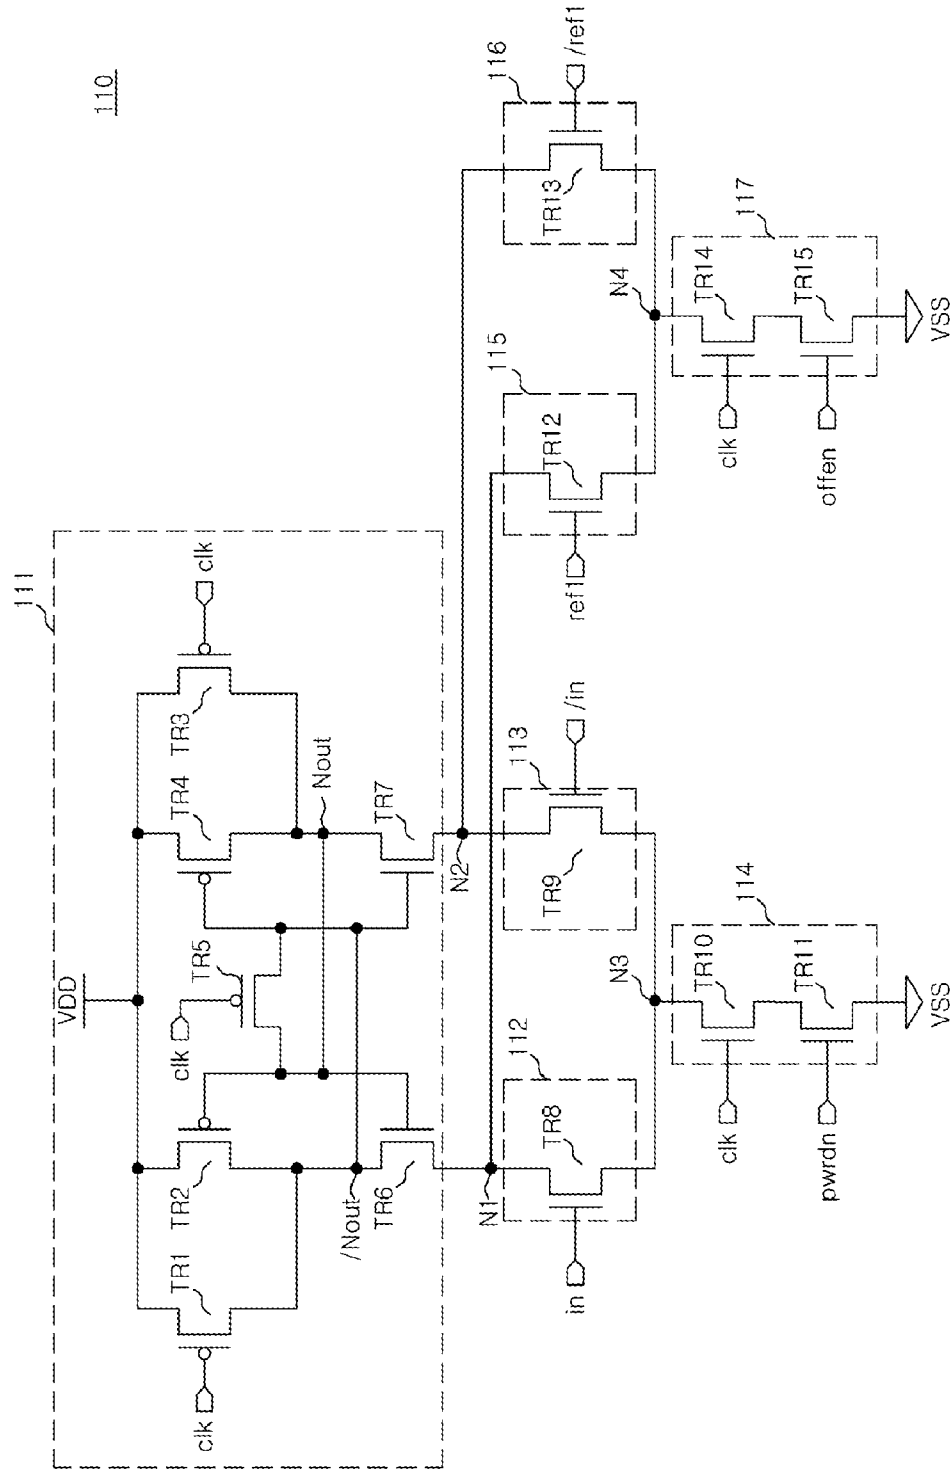 110
111
VDD
clk
TR1
TR2
clk
TR5
TR4
TR3
clk
/Nout
TR6
Nout
TR7
N1
N2
112
in
TR8
113
TR9
/in
115
ref1
TR12
116
TR13
/ref1
N3
N4
114
clk
TR10
pwrdn
TR11
VSS
117
clk
TR14
offen
TR15
VSS